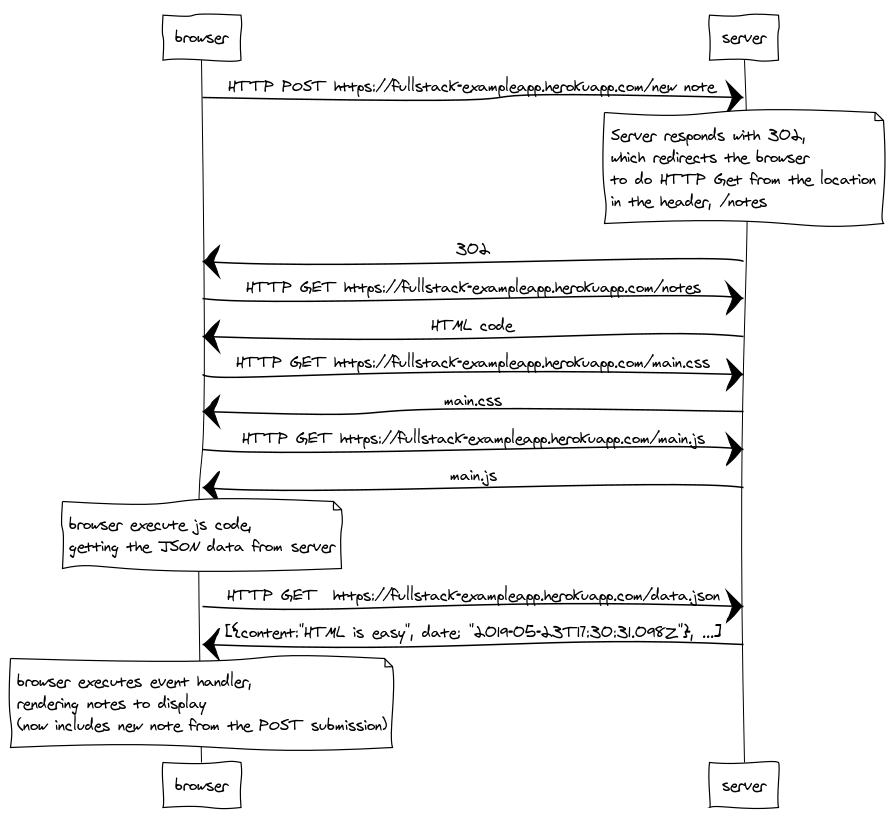 browser
server
HTTP POST https://fullstack-exampleapp.herokuapp.com/new note
Server responds with 302,
which redirects the browser
to do HTTP Get from the location
in the header, /notes
302
HTTP GET https://fullstack-exampleapp.herokuapp.com/notes
HTML code
HTTP GET https://fullstack-exampleapp.herokuapp.com/main.css
main.css
HTTP GET https://fullstack-exampleapp.herokuapp.com/main.js
main.js
browser execute js code,
getting the JSON data from server
HTTP GET https://fullstack-exampleapp.herokuapp.com/data.json
[{content:"HTML is easy", date: "2019-05-23T17:30:31.098Z"}, ...]
browser executes event handler,
rendering notes to display
(now includes new note from the POST submission)
browser
server